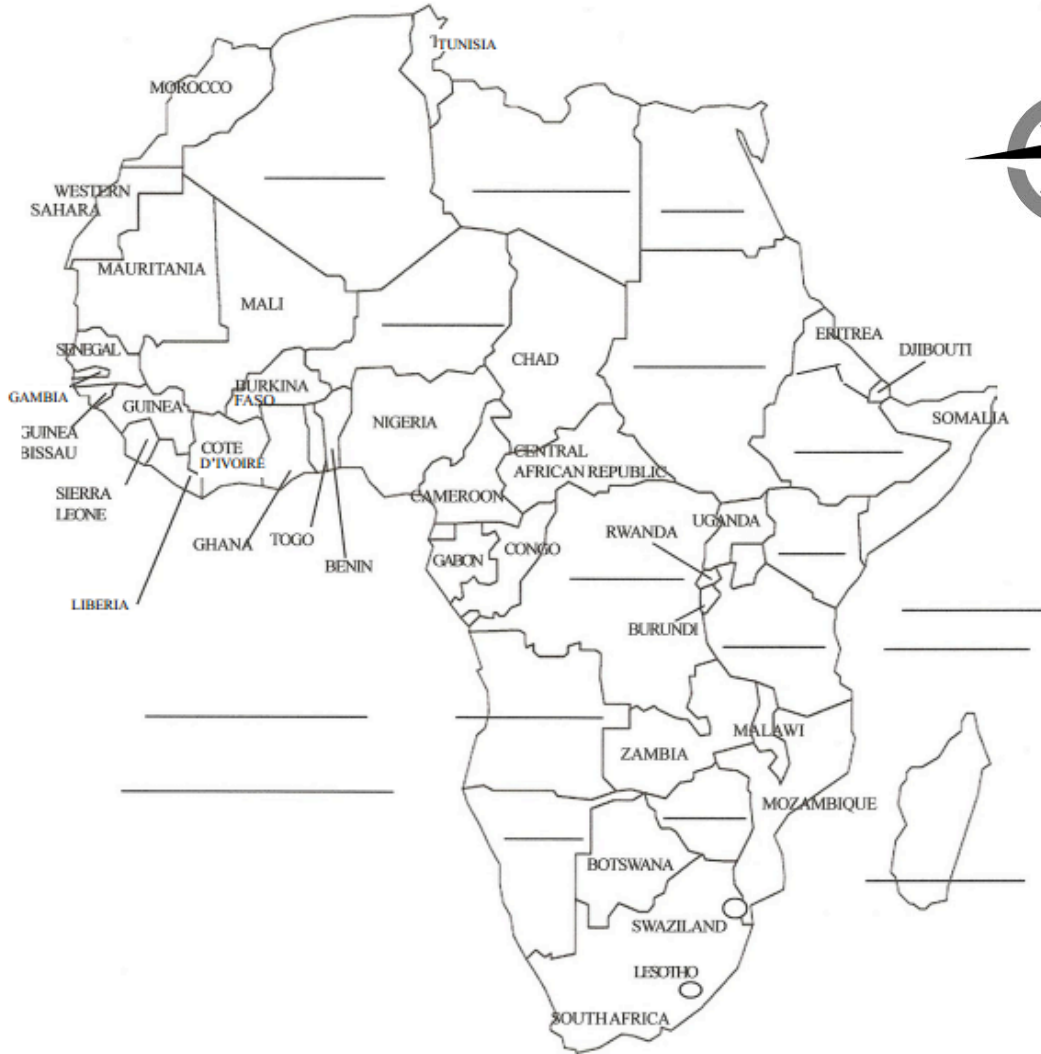 TUNISIA
MOROCCO
WESTERN
SAHARA
MAURITANIA
MALI
CHAD
ERITREA
DJIBOUTI
SENEGAL
GAMBIA
GUINEA
BISSAU
GUINEA
BURKINA
FASO
NIGERIA
SOMALIA
COTE
D'IVOIRE
CENTRAL
AFRICAN REPUBLIC
SIERRA
LEONE
CAMEROON
GHANA
TOGO
BENIN
GABON
CONGO
RWANDA
UGANDA
LIBERIA
BURUNDI
ZAMBIA
MALAWI
MOZAMBIQUE
BOTSWANA
SWAZILAND
LESOTHO
SOUTH AFRICA